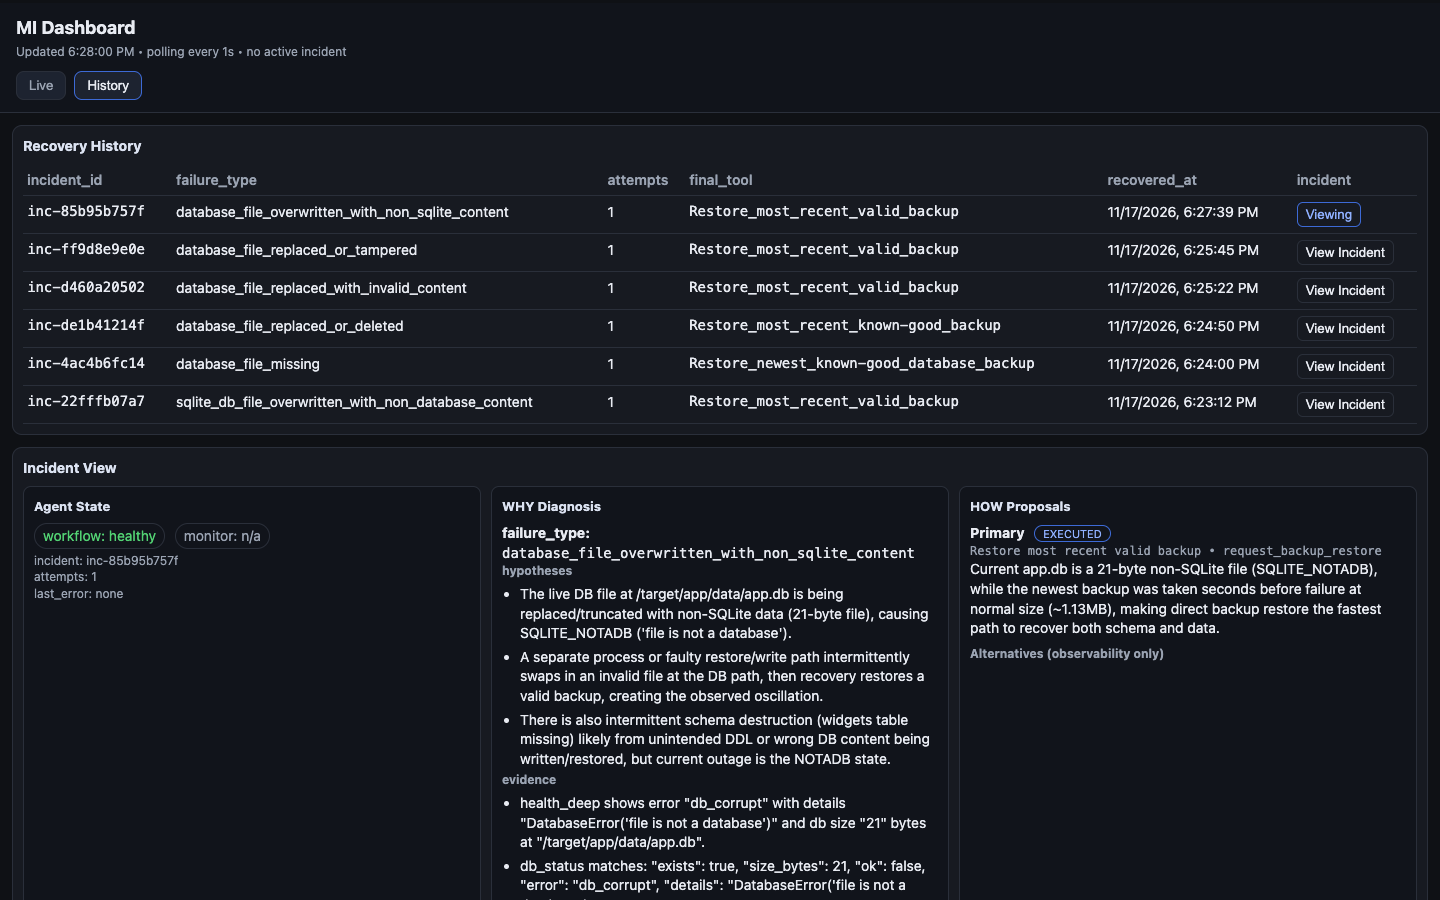 MI Dashboard
Updated 6:28:00 PM • polling every 1s • no active incident
Live History
Recovery History
incident_id failure_type attempts final_tool recovered_at incident
inc-85b95b757f database_file_overwritten_with_non_sqlite_content 1 Restore_most_recent_valid_backup 11/17/2026, 6:27:39 PM Viewing
inc-ff9d8e9e0e database_file_replaced_or_tampered 1 Restore_most_recent_valid_backup 11/17/2026, 6:25:45 PM View Incident
inc-d460a20502 database_file_replaced_with_invalid_content 1 Restore_most_recent_valid_backup 11/17/2026, 6:25:22 PM View Incident
inc-de1b41214f database_file_replaced_or_deleted 1 Restore_most_recent_known-good_backup 11/17/2026, 6:24:50 PM View Incident
inc-4ac4b6fc14 database_file_missing 1 Restore_newest_known-good_database_backup 11/17/2026, 6:24:00 PM View Incident
inc-22fffb07a7 sqlite_db_file_overwritten_with_non_database_content 1 Restore_most_recent_valid_backup 11/17/2026, 6:23:12 PM View Incident
Incident View
Agent State
workflow: healthy monitor: n/a
incident: inc-85b95b757f
attempts: 1
last_error: none
WHY Diagnosis
failure_type:
database_file_overwritten_with_non_sqlite_content
hypotheses
• The live DB file at /target/app/data/app.db is being
replaced/truncated with non-SQLite data (21-byte file), causing
SQLITE_NOTADB ('file is not a database').
• A separate process or faulty restore/write path intermittently
swaps in an invalid file at the DB path, then recovery restores a
valid backup, creating the observed oscillation.
• There is also intermittent schema destruction (widgets table
missing) likely from unintended DDL or wrong DB content being
written/restored, but current outage is the NOTADB state.
evidence
• health_deep shows error "db_corrupt" with details
"DatabaseError('file is not a database')" and db size "21" bytes
at "/target/app/data/app.db".
• db_status matches: "exists": true, "size_bytes": 21, "ok": false,
"error": "db_corrupt", "details": "DatabaseError('file is not a
HOW Proposals
Primary EXECUTED
Restore most recent valid backup • request_backup_restore
Current app.db is a 21-byte non-SQLite file (SQLITE_NOTADB),
while the newest backup was taken seconds before failure at
normal size (~1.13MB), making direct backup restore the fastest
path to recover both schema and data.
Alternatives (observability only)